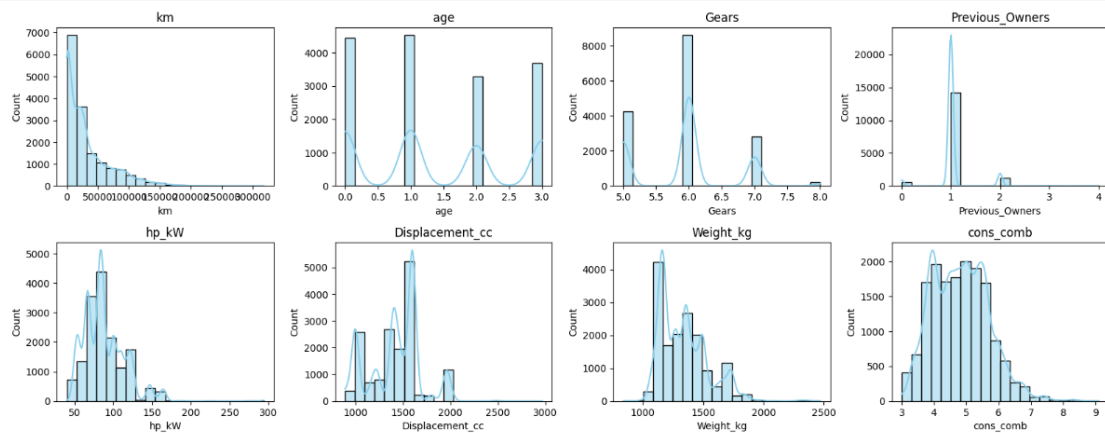 km
age
Gears
Previous_Owners
7000
6000
5000
4000
3000
2000
1000
0
Count
0 50000 100000 150000 200000 250000 300000
km
4000
3000
2000
1000
0
Count
0.0 0.5 1.0 1.5 2.0 2.5 3.0
age
8000
6000
4000
2000
0
Count
5.0 5.5 6.0 6.5 7.0 7.5 8.0
Gears
20000
15000
10000
5000
0
Count
0 1 2 3 4
Previous_Owners
hp_kW
Displacement_cc
Weight_kg
cons_comb
5000
4000
3000
2000
1000
0
Count
50 100 150 200 250 300
hp_kW
5000
4000
3000
2000
1000
0
Count
1000 1500 2000 2500 3000
Displacement_cc
4000
3000
2000
1000
0
Count
1000 1500 2000 2500
Weight_kg
2000
1500
1000
500
0
Count
3 4 5 6 7 8 9
cons_comb